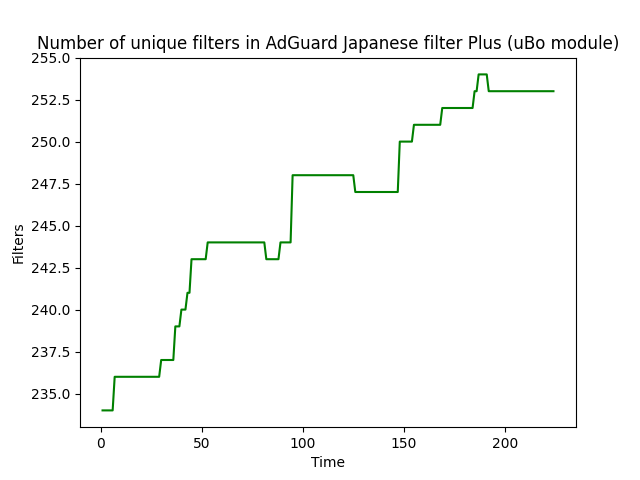 Number of unique filters in AdGuard Japanese filter Plus (uBo module)
255.0
252.5
250.0
247.5
245.0
242.5
240.0
237.5
235.0
Filters
0 50 100 150 200
Time